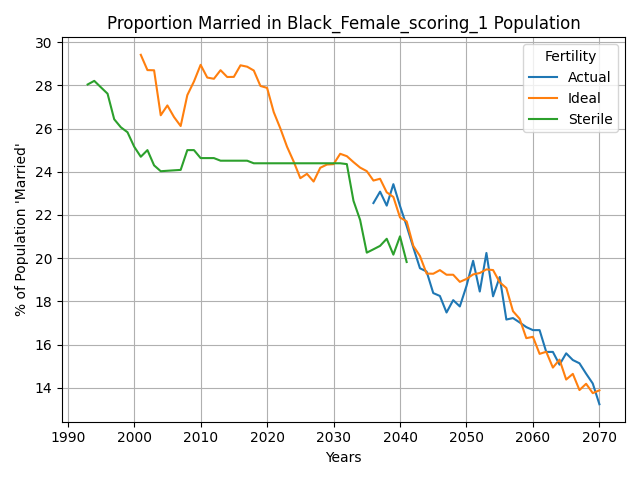 Proportion Married in Black_Female_scoring_1 Population
% of Population 'Married'
30
28
26
24
22
20
18
16
14
Fertility
Actual
Ideal
Sterile
1990 2000 2010 2020 2030 2040 2050 2060 2070
Years